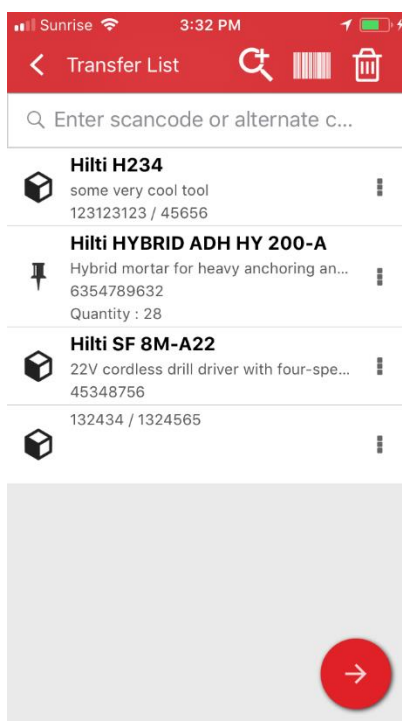 Sunrise 3:32 PM
Transfer List
Enter scancode or alternate c...
Hilti H234
some very cool tool
123123123 / 45656
Hilti HYBRID ADH HY 200-A
Hybrid mortar for heavy anchoring an...
6354789632
Quantity : 28
Hilti SF 8M-A22
22V cordless drill driver with four-spe...
45348756
132434 / 1324565